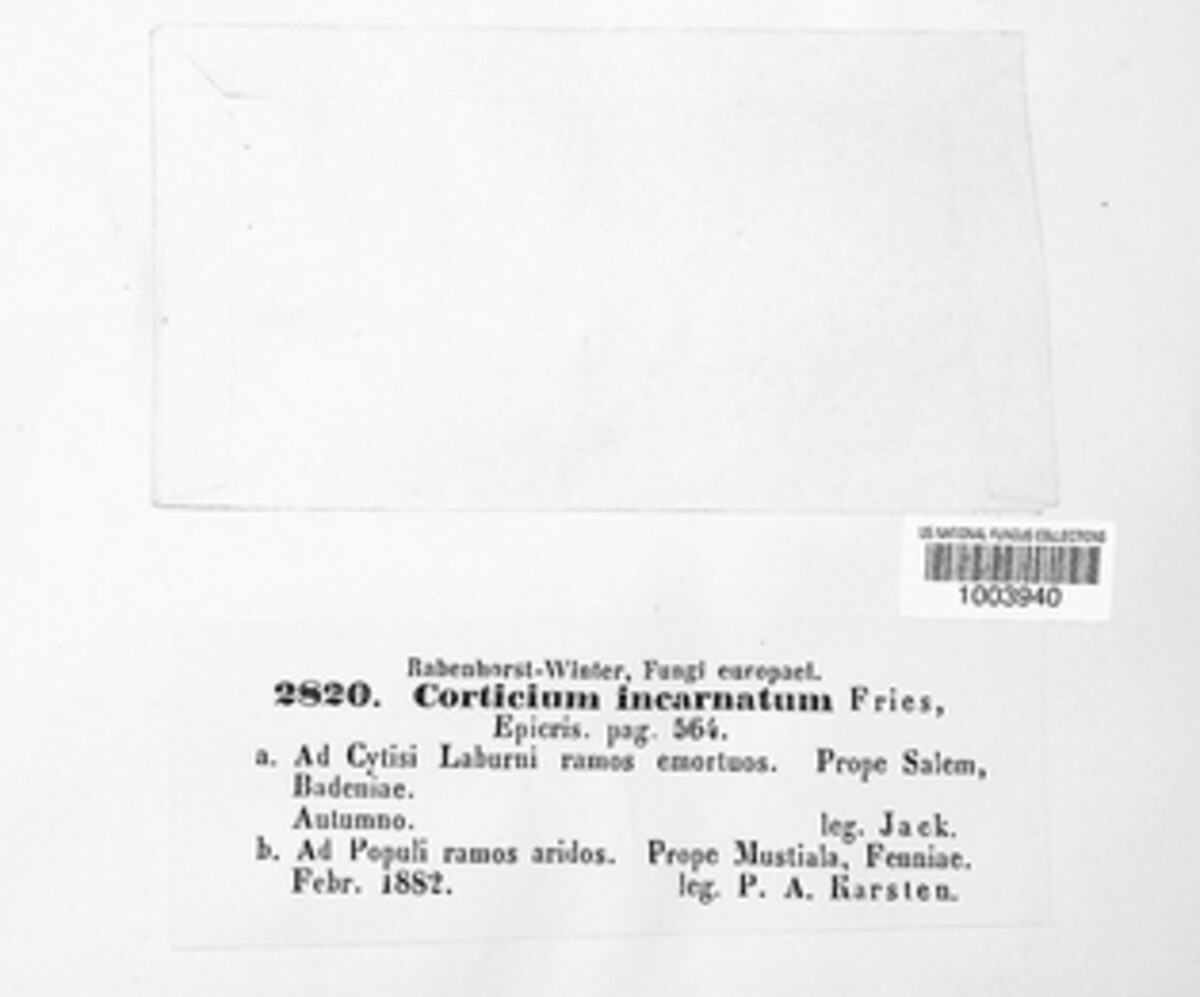 US NATIONAL FUNGUS COLLECTIONS
1003940
Rabenhorst-Winter, Fungi europaei.
2820. Corticium incarnatum Fries,
Epicris. pag. 564.
a. Ad Cytisi Laburni ramos emortuos. Prope Salem,
Badeniae.
Autumno. leg. Jack.
b. Ad Populi ramos aridos. Prope Mustiala, Fenniae.
Febr. 1882. leg. P. A. Karsten.